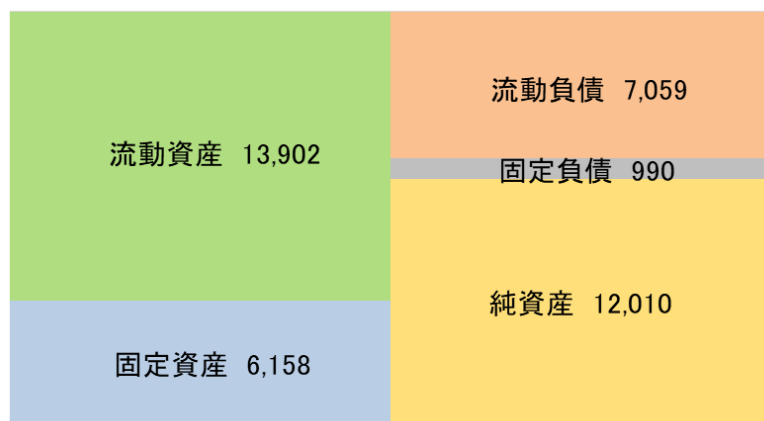 流動資産 13,902
固定資産 6,158
流動負債 7,059
固定負債 990
純資産 12,010